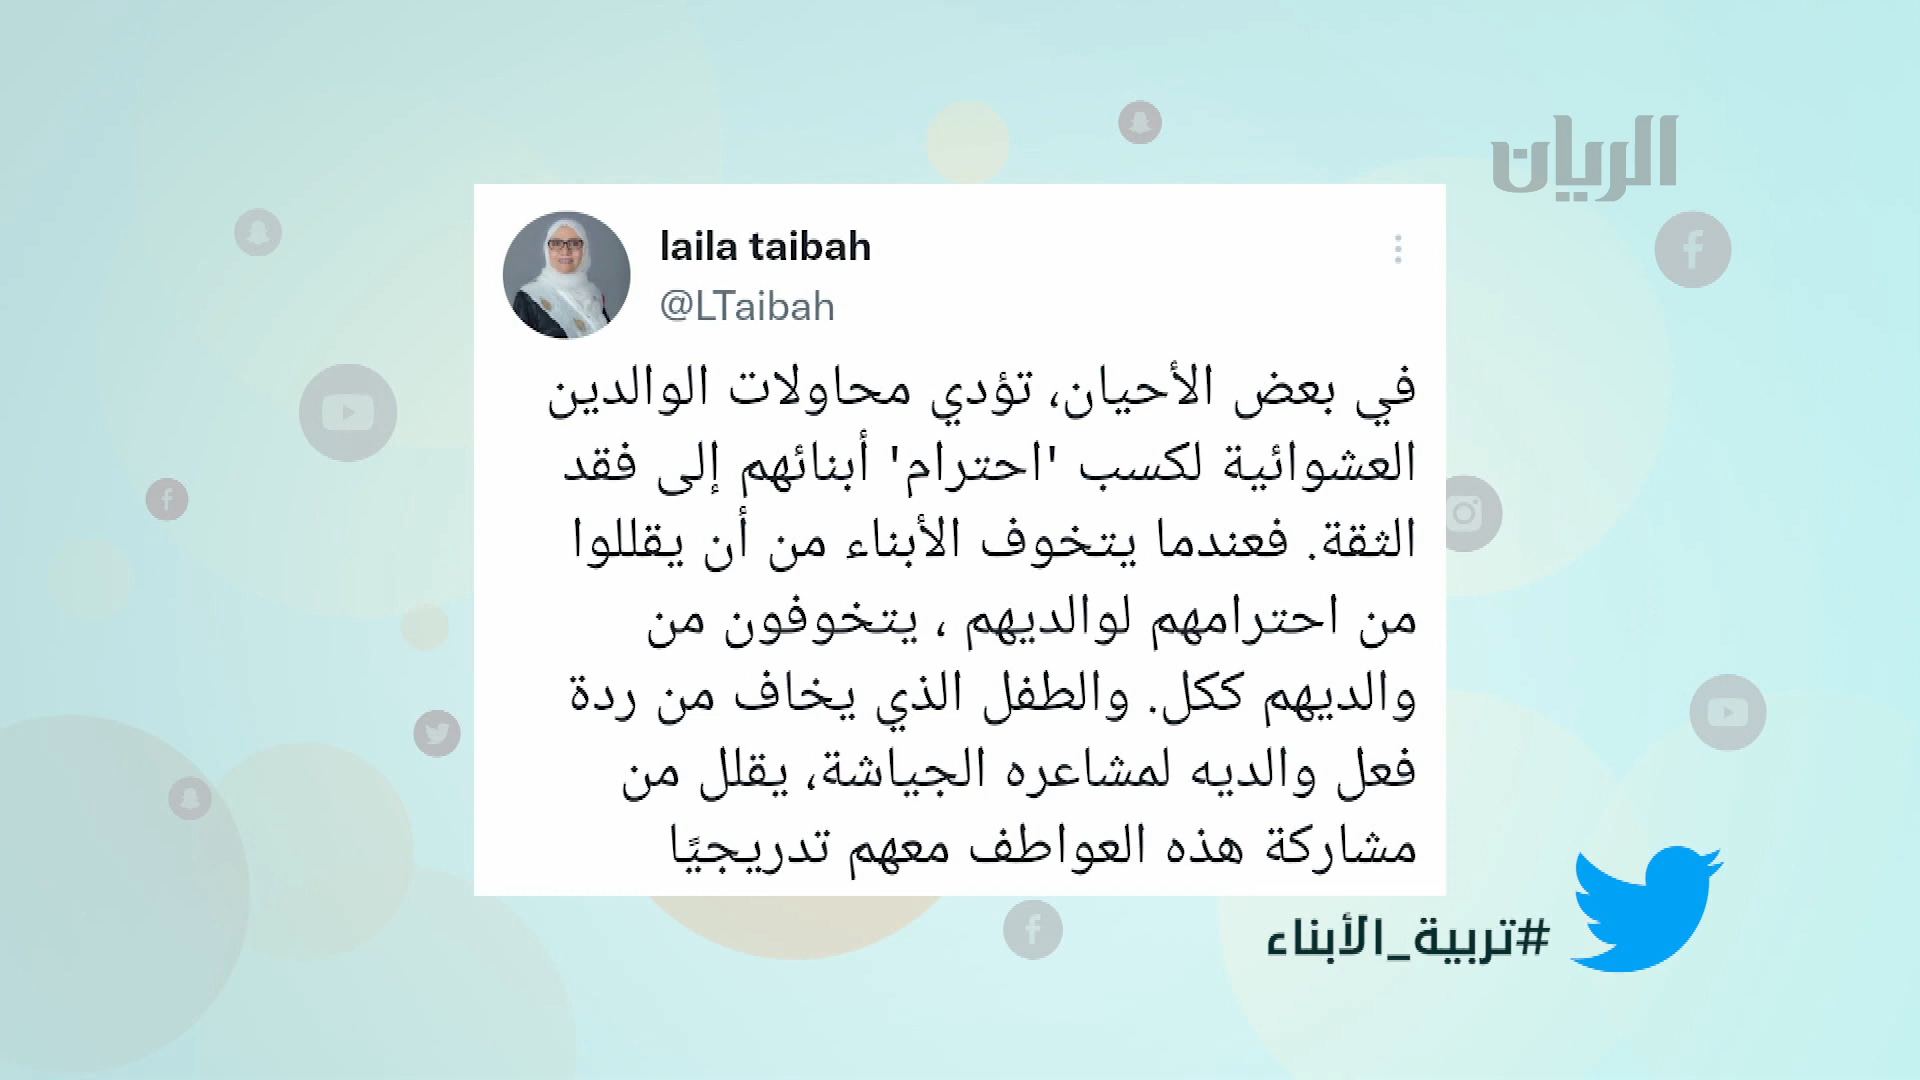 الريان
laila taibah
@LTaibah
في بعض الأحيان، تؤدي محاولات الوالدين
العشوائية لكسب 'احترام' أبنائهم إلى فقد
الثقة. فعندما يتخوف الأبناء من أن يقللوا
من احترامهم لوالديهم ، يتخوفون من
والديهم ككل. والطفل الذي يخاف من ردة
فعل والديه لمشاعره الجياشة، يقلل من
مشاركة هذه العواطف معهم تدريجيًا
#تربية_الأبناء